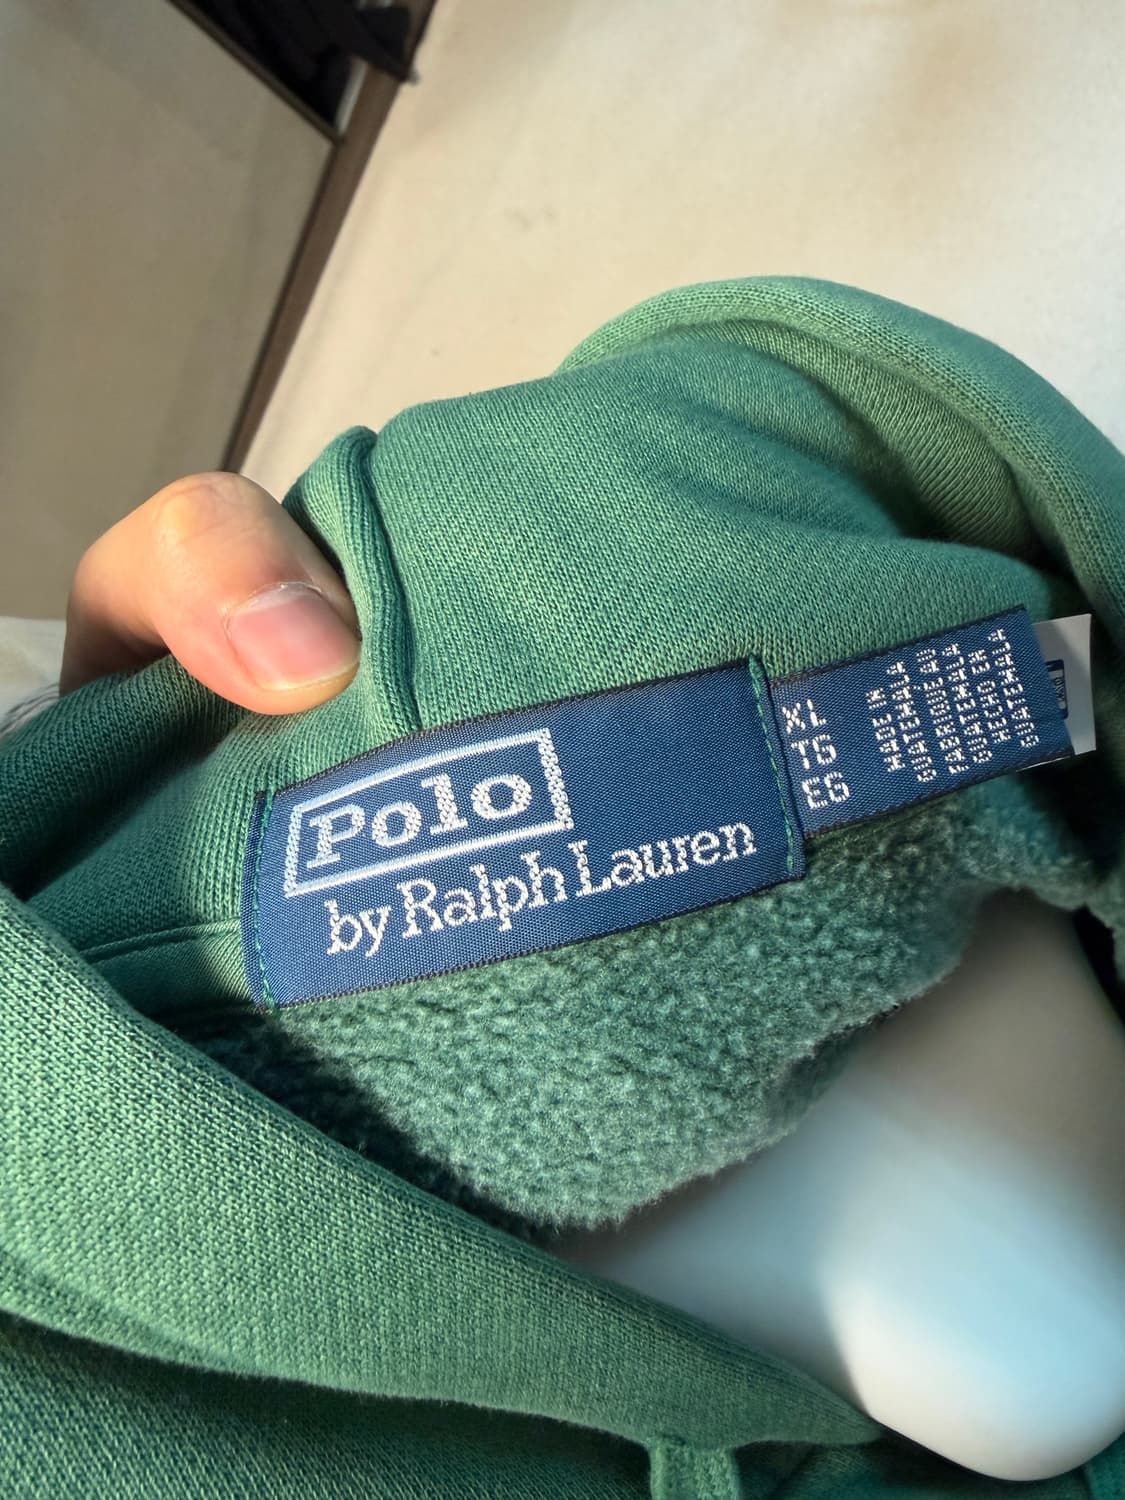 Polo
by Ralph Lauren
XL
TG
EG
MADE IN
GUATEMALA
FABRIQUE AU
GUATEMALA
HECHO EN
GUATEMALA